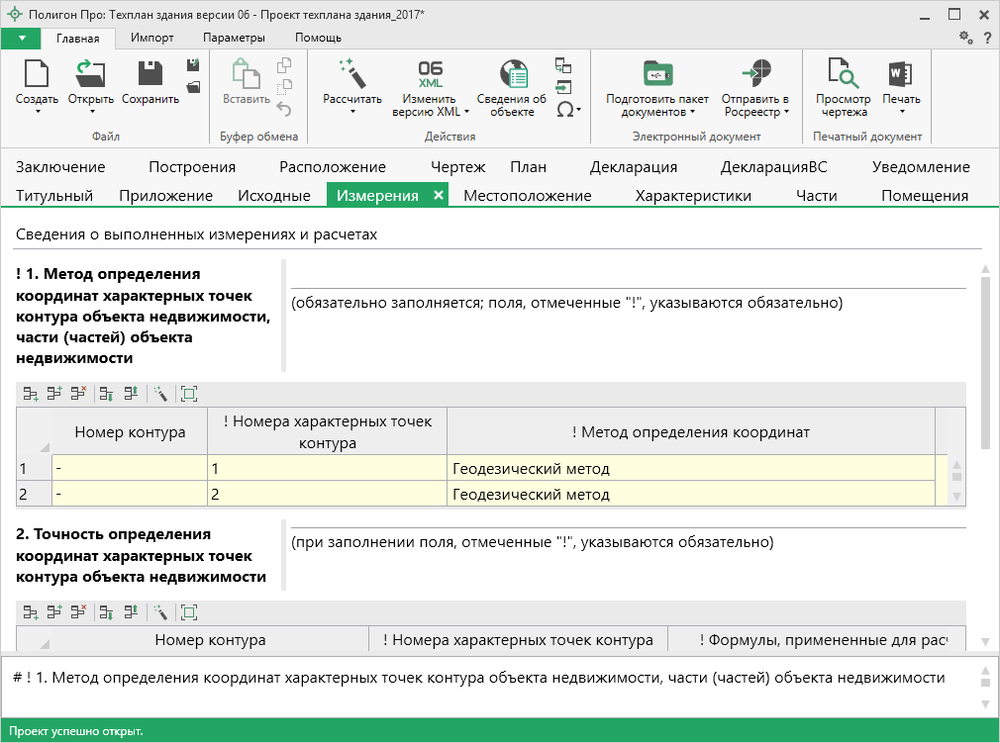 Полигон Про: Техплан здания версии 06 - Проект техплана здания_2017*
Главная Импорт Параметры Помощь
?
Создать Открыть Сохранить
Файл
Вставить
Буфер обмена
Рассчитать
06
XML
Изменить
версию XML
Сведения об
объекте
Ω
Действия
Подготовить пакет
документов
Отправить в
Росреестр
Электронный документ
Просмотр
чертежа
W
Печать
Печатный документ
Заключение Построения Расположение Чертеж План Декларация ДекларацияВС Уведомление
Титульный Приложение Исходные Измерения Местоположение Характеристики Части Помещения
Сведения о выполненных измерениях и расчетах
! 1. Метод определения
координат характерных точек
контура объекта недвижимости,
части (частей) объекта
недвижимости
(обязательно заполняется; поля, отмеченные "!", указываются обязательно)
Номер контура
! Номера характерных точек
контура
! Метод определения координат
1 - 1 Геодезический метод
2 - 2 Геодезический метод
2. Точность определения
координат характерных точек
контура объекта недвижимости
(при заполнении поля, отмеченные "!", указываются обязательно)
Номер контура ! Номера характерных точек контура ! Формулы, примененные для рас
# ! 1. Метод определения координат характерных точек контура объекта недвижимости, части (частей) объекта недвижимости
Проект успешно открыт.